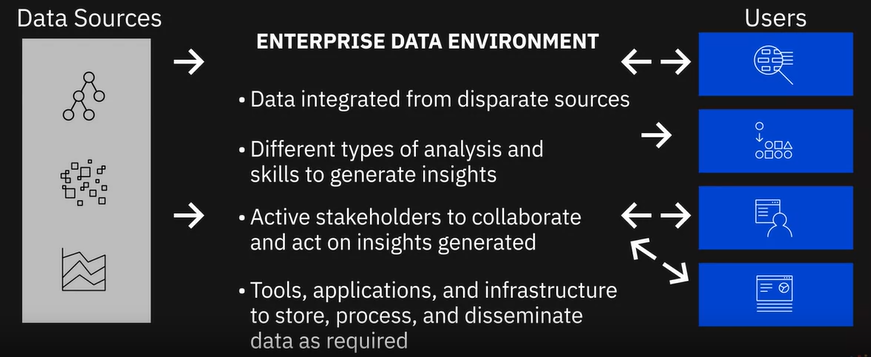 Data Sources
Users
ENTERPRISE DATA ENVIRONMENT
• Data integrated from disparate sources
• Different types of analysis and
skills to generate insights
• Active stakeholders to collaborate
and act on insights generated
• Tools, applications, and infrastructure
to store, process, and disseminate
data as required